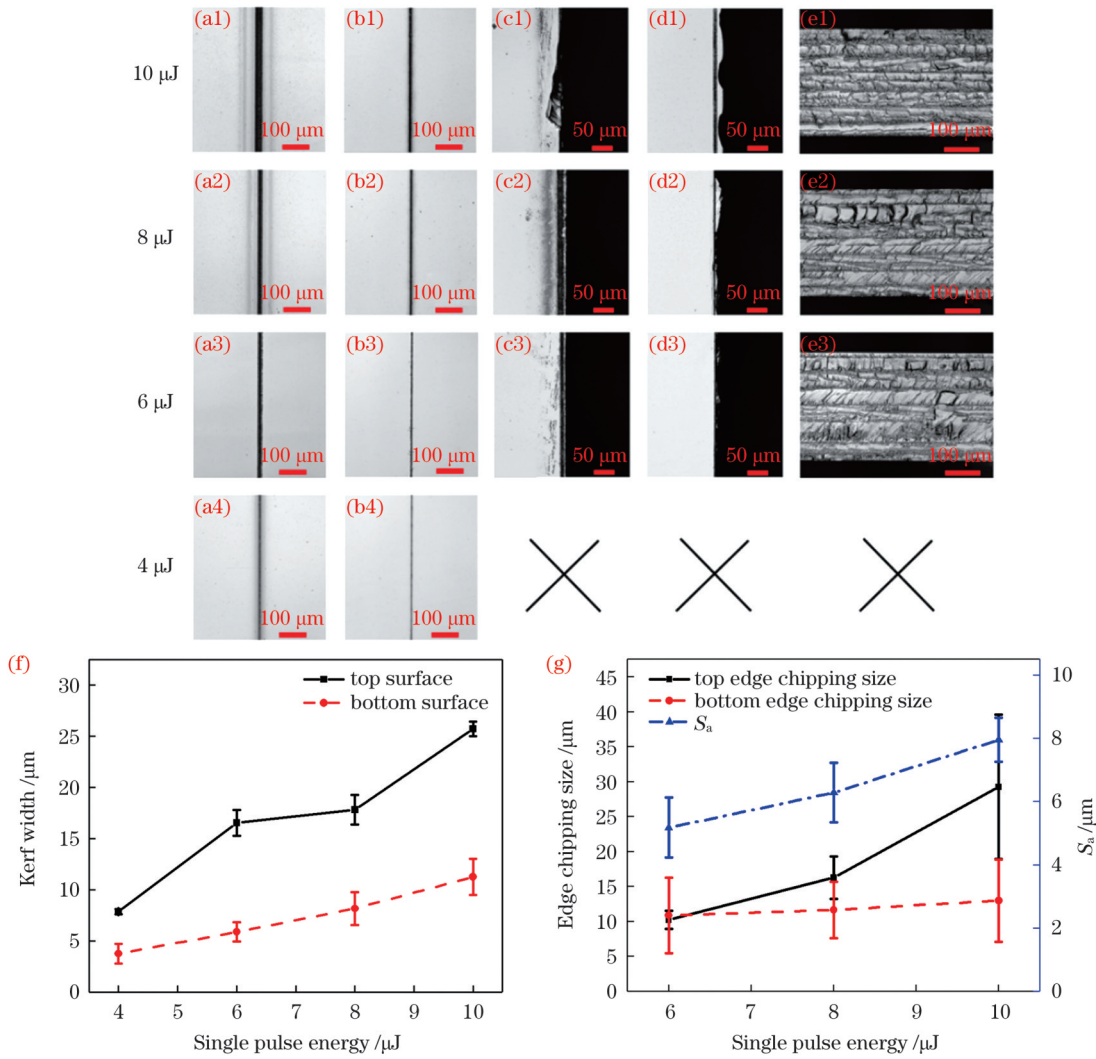 (a1) (b1) (c1) (d1) (e1)
10 μJ
100 μm 100 μm 50 μm 50 μm 100 μm
(a2) (b2) (c2) (d2) (e2)
8 μJ
100 μm 100 μm 50 μm 50 μm 100 μm
(a3) (b3) (c3) (d3) (e3)
6 μJ
100 μm 100 μm 50 μm 50 μm 100 μm
(a4) (b4)
4 μJ
100 μm 100 μm
(f)
30
25
20
15
10
5
0
Kerf width /μm
top surface
bottom surface
4 5 6 7 8 9 10
Single pulse energy /μJ
(g)
45
40
35
30
25
20
15
10
5
0
Edge chipping size /μm
top edge chipping size
bottom edge chipping size
Sa
10
8
6
4
2
0
Sa /μm
6 7 8 9 10
Single pulse energy /μJ